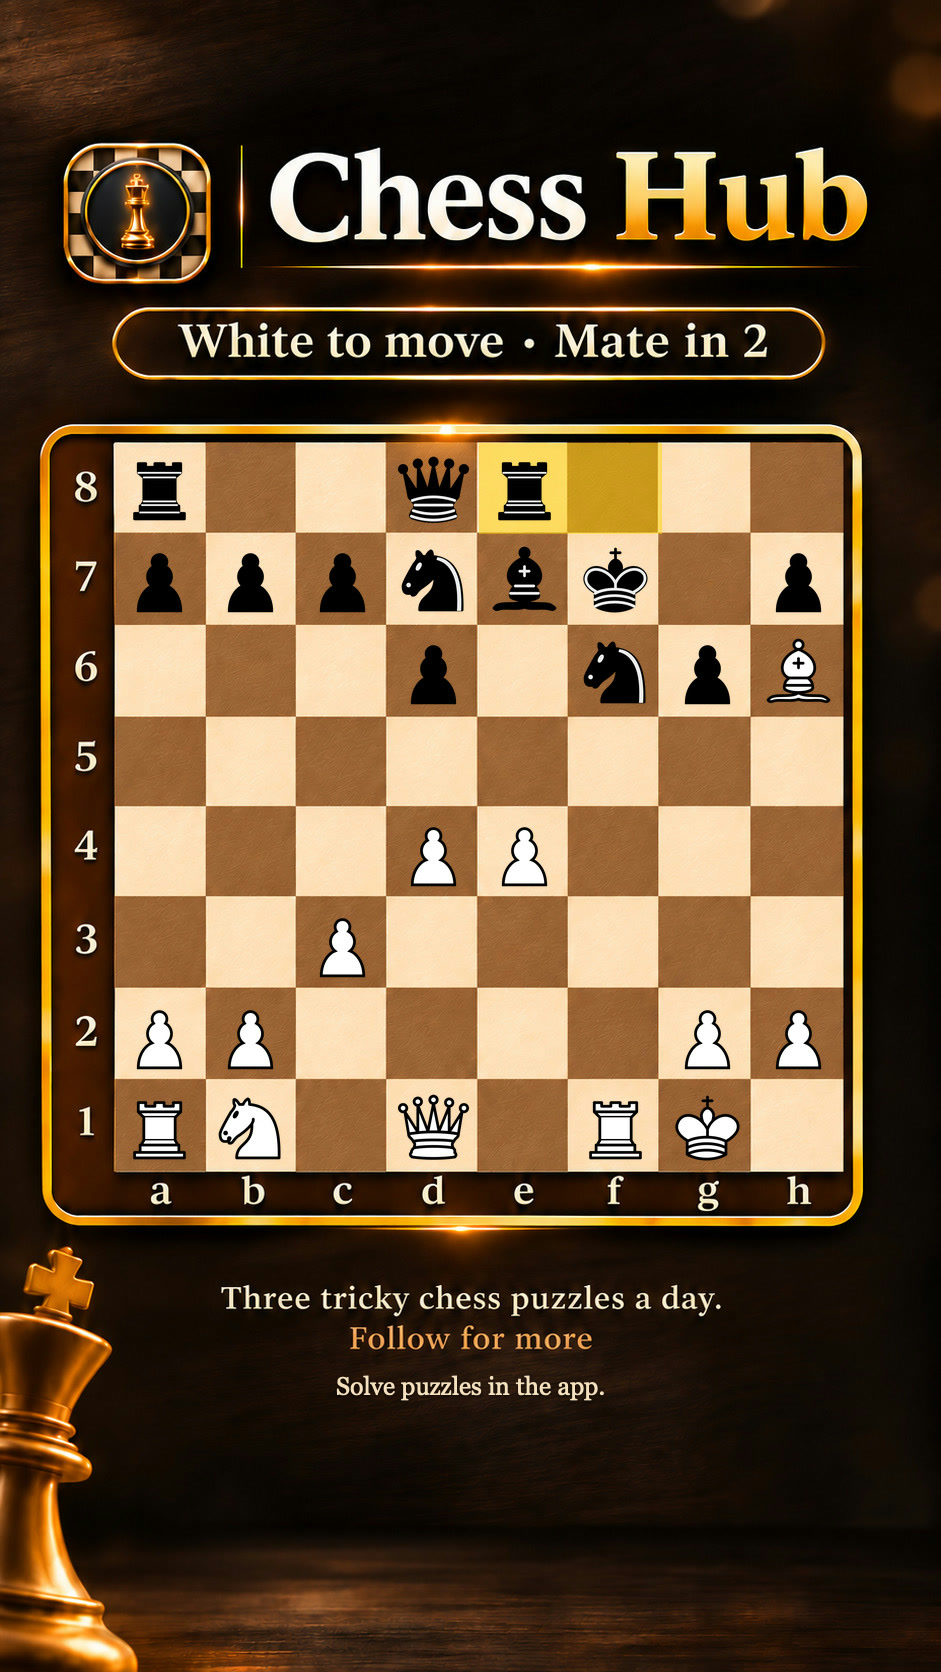 Chess Hub
White to move • Mate in 2
8
7
6
5
4
3
2
1
a b c d e f g h
Three tricky chess puzzles a day.
Follow for more
Solve puzzles in the app.